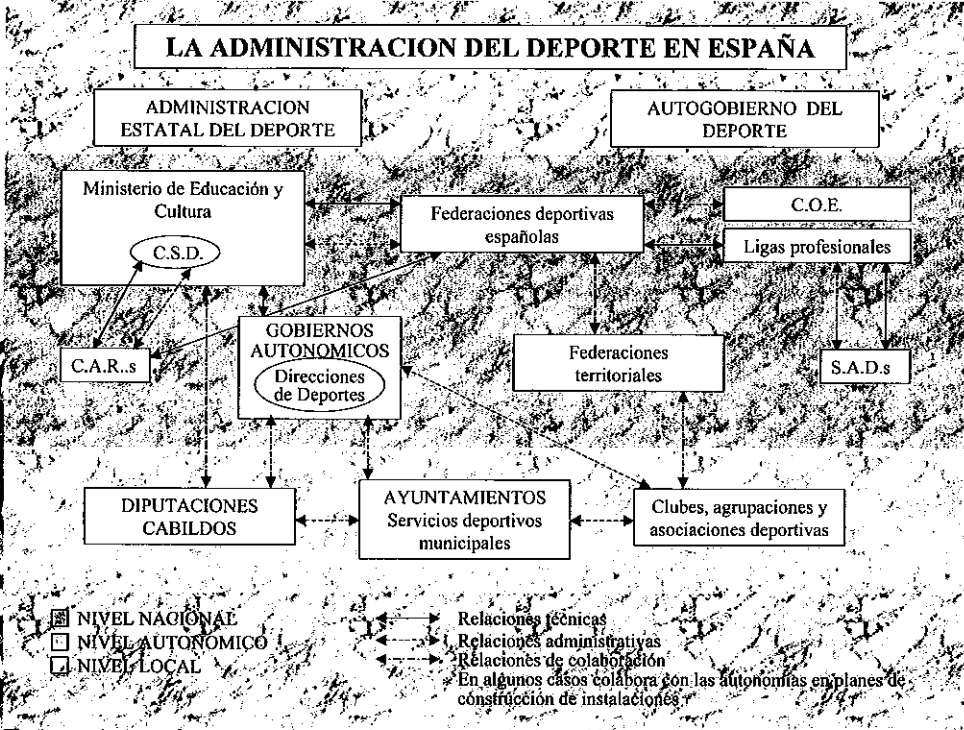 LA ADMINISTRACION DEL DEPORTE EN ESPAÑA
ADMINISTRACION
ESTATAL DEL DEPORTE
AUTOGOBIERNO DEL
DEPORTE
Ministerio de Educación y
Cultura
C.S.D.
Federaciones deportivas
españolas
C.O.E.
Ligas profesionales
C.A.R..s
GOBIERNOS
AUTONOMICOS
Direcciones
de Deportes
Federaciones
territoriales
S.A.D.s
DIPUTACIONES
CABILDOS
AYUNTAMIENTOS
Servicios deportivos
municipales
Clubes, agrupaciones y
asociaciones deportivas
NIVEL NACIONAL
NIVEL AUTONOMICO
NIVEL LOCAL
Relaciones técnicas
Relaciones administrativas
Relaciones de colaboración
En algunos casos colabora con las autonomías en planes de
construcción de instalaciones